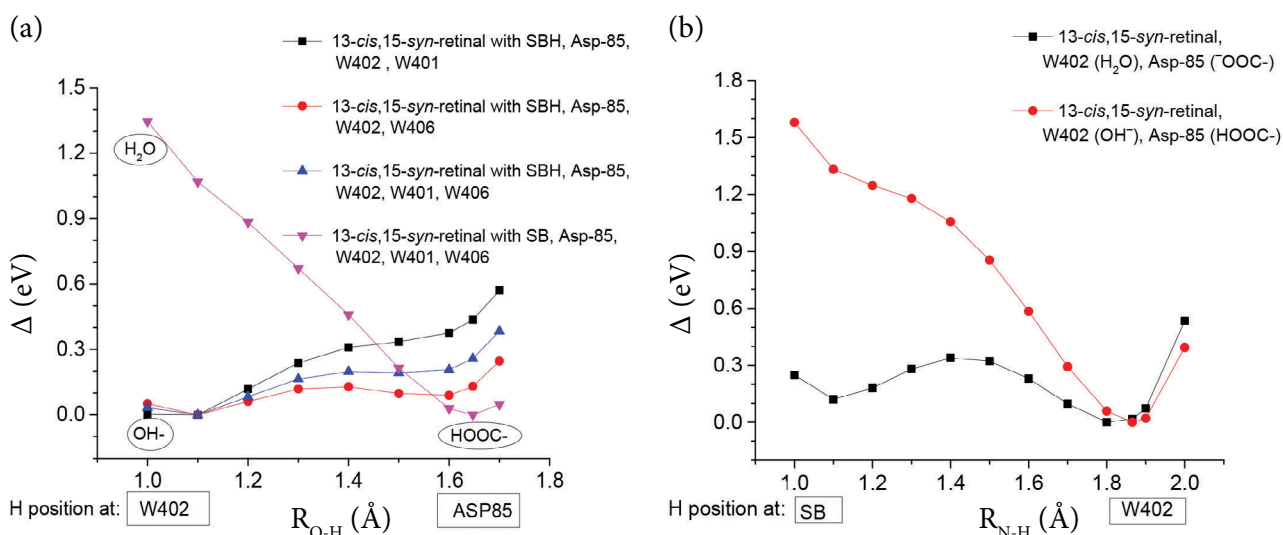 (a)
13-cis,15-syn-retinal with SBH, Asp-85,
W402 , W401
13-cis,15-syn-retinal with SBH, Asp-85,
W402, W406
13-cis,15-syn-retinal with SBH, Asp-85,
W402, W401, W406
13-cis,15-syn-retinal with SB, Asp-85,
W402, W401, W406
Δ (eV)
1.5
1.2
0.9
0.6
0.3
0.0
H₂O
OH-
HOOC-
1.0 1.2 1.4 1.6 1.8
H position at: W402 R_O-H (Å) ASP85
(b)
13-cis,15-syn-retinal,
W402 (H₂O), Asp-85 (⁻OOC-)
13-cis,15-syn-retinal,
W402 (OH⁻), Asp-85 (HOOC-)
Δ (eV)
1.8
1.5
1.2
0.9
0.6
0.3
0.0
1.0 1.2 1.4 1.6 1.8 2.0
H position at: SB R_N-H (Å) W402